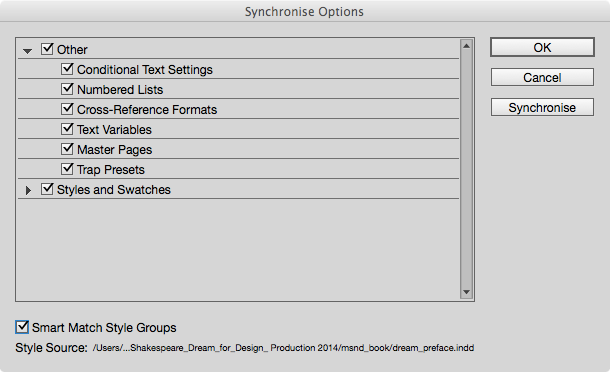 Synchronise Options
Other
Conditional Text Settings
Numbered Lists
Cross-Reference Formats
Text Variables
Master Pages
Trap Presets
Styles and Swatches
OK
Cancel
Synchronise
Smart Match Style Groups
Style Source: /Users/...Shakespeare_Dream_for_Design_ Production 2014/msnd_book/dream_preface.indd